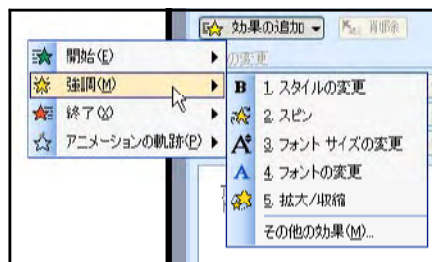 効果の追加
削除
の変更
開始(E)
強調(M)
終了(X)
アニメーションの軌跡(P)
B 1. スタイルの変更
2. スピン
A 3. フォント サイズの変更
A 4. フォントの変更
5. 拡大/収縮
その他の効果(M)...